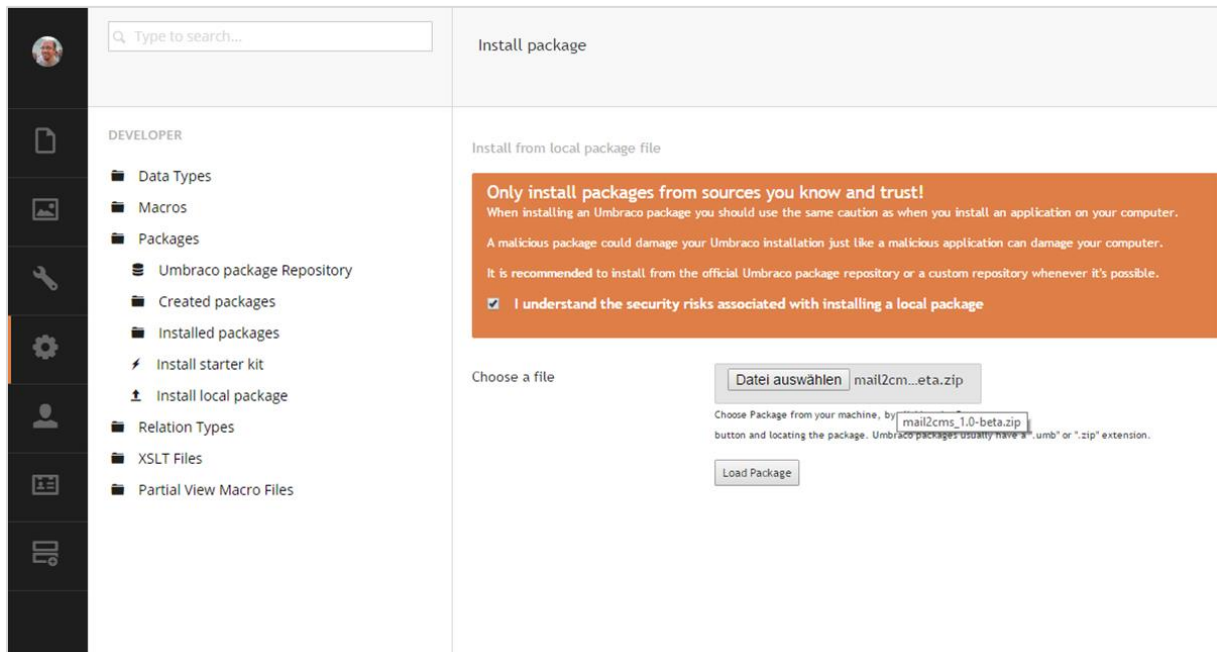 Type to search...
Install package
DEVELOPER
Data Types
Macros
Packages
Umbraco package Repository
Created packages
Installed packages
Install starter kit
Install local package
Relation Types
XSLT Files
Partial View Macro Files
Install from local package file
Only install packages from sources you know and trust!
When installing an Umbraco package you should use the same caution as when you install an application on your computer.
A malicious package could damage your Umbraco installation just like a malicious application can damage your computer.
It is recommended to install from the official Umbraco package repository or a custom repository whenever it's possible.
I understand the security risks associated with installing a local package
Choose a file
Datei auswählen mail2cm...eta.zip
Choose Package from your machine, by
mail2cms_1.0-beta.zip
button and locating the package. Umbraco packages usually have a ".umb" or ".zip" extension.
Load Package